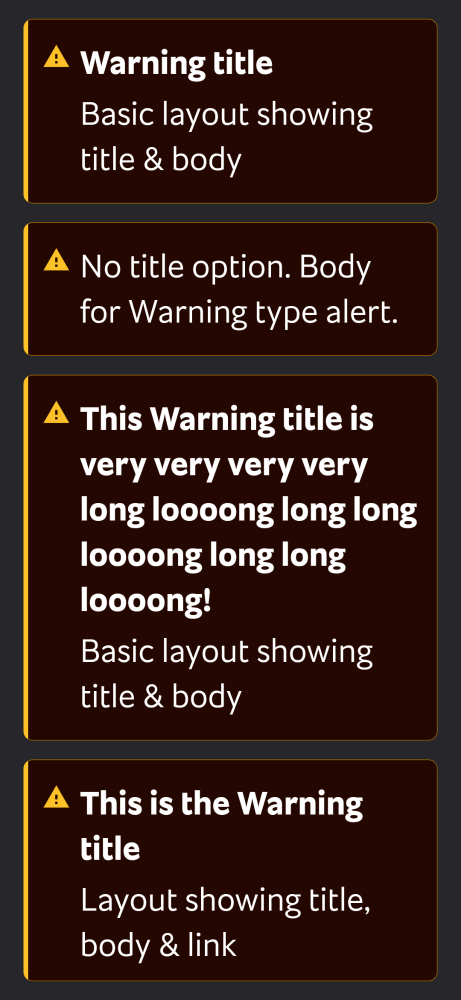 Warning title
Basic layout showing
title & body
No title option. Body
for Warning type alert.
This Warning title is
very very very very
long loooong long long
loooong long long
loooong!
Basic layout showing
title & body
This is the Warning
title
Layout showing title,
body & link